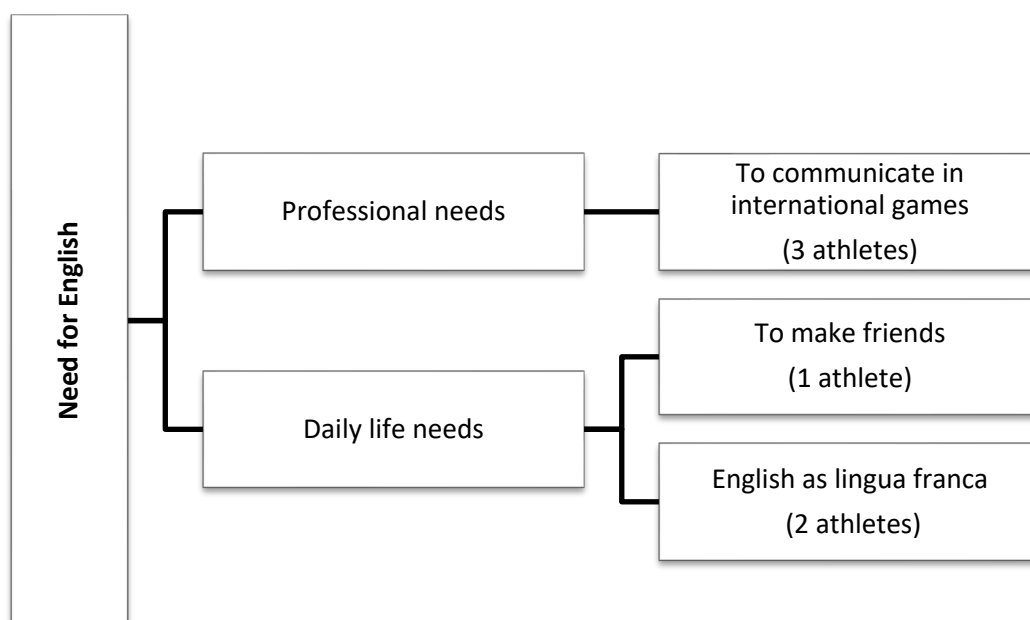 Need for English
Professional needs
To communicate in
international games
(3 athletes)
Daily life needs
To make friends
(1 athlete)
English as lingua franca
(2 athletes)